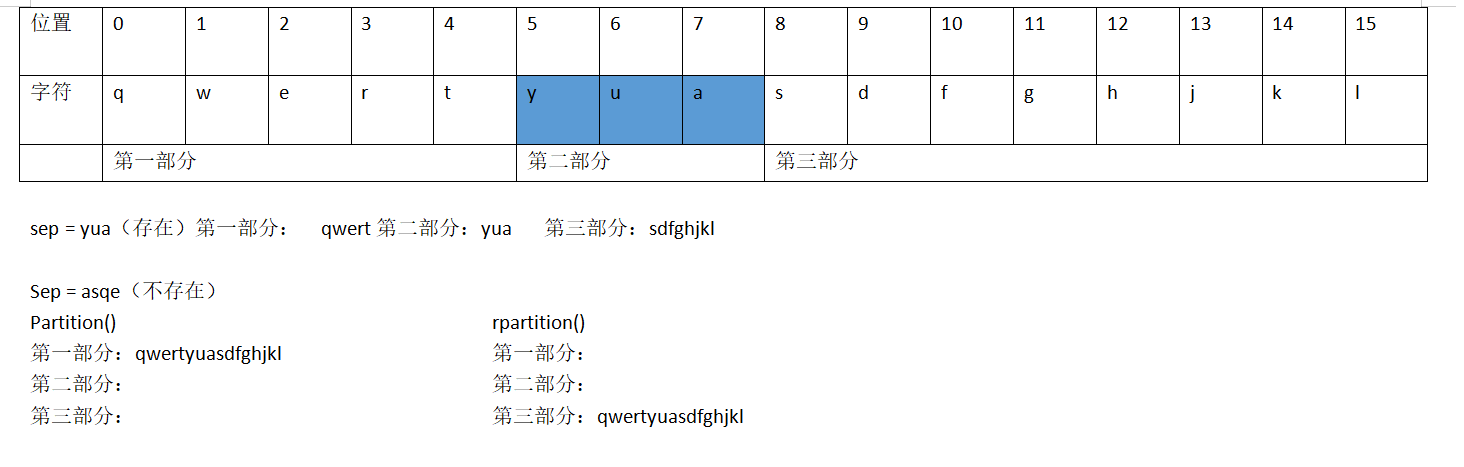 位置 0 1 2 3 4 5 6 7 8 9 10 11 12 13 14 15
字符 q w e r t y u a s d f g h j k l
第一部分 第二部分 第三部分
sep = yua（存在）第一部分： qwert 第二部分：yua 第三部分：sdfghjkl
Sep = asqe（不存在）
Partition() rpartition()
第一部分：qwertyuasdfghjkl 第一部分：
第二部分： 第二部分：
第三部分： 第三部分：qwertyuasdfghjkl